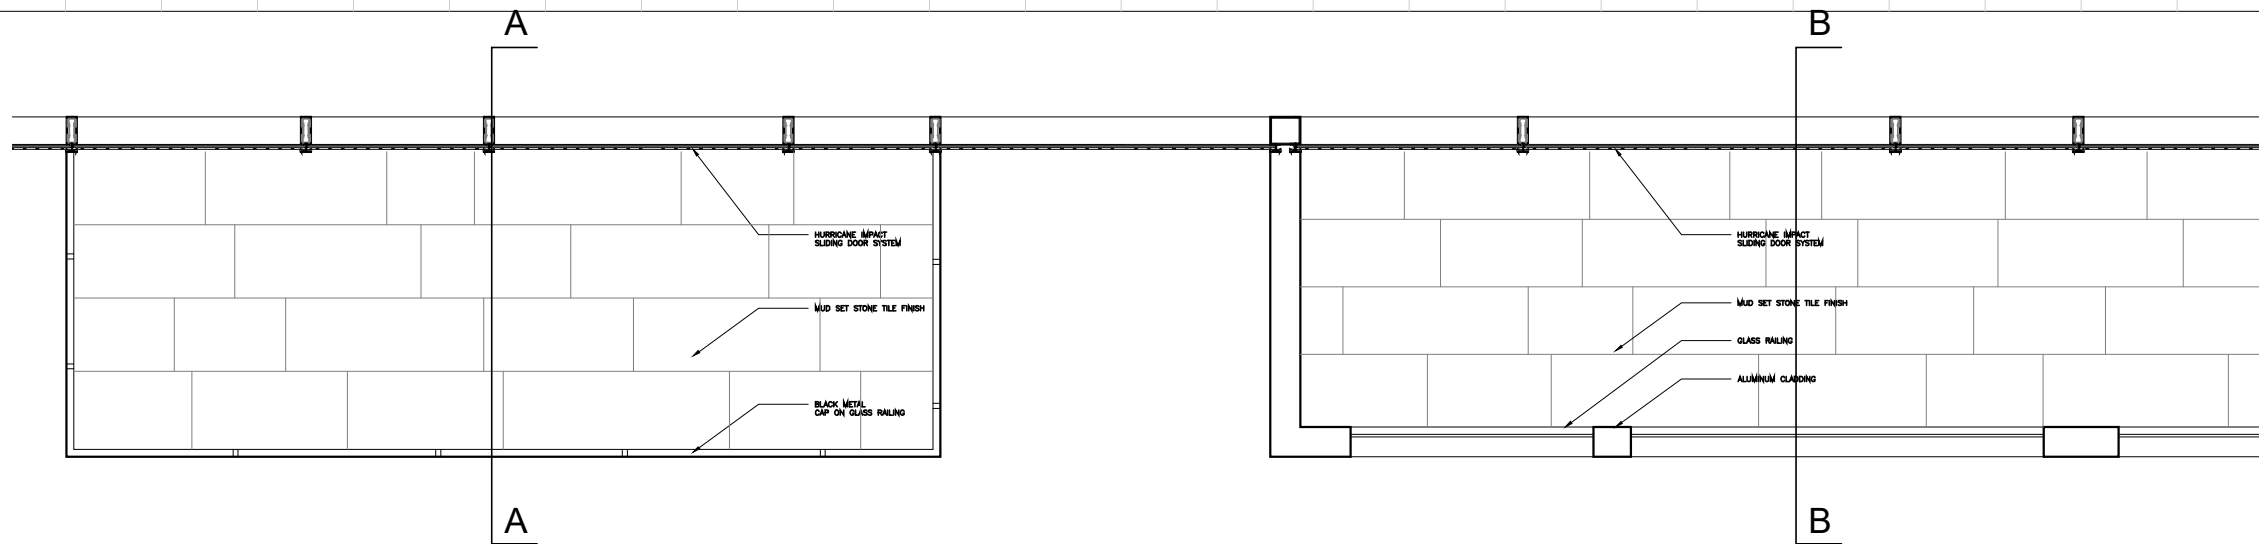 A
B
HURRICANE IMPACT
SLIDING DOOR SYSTEM
HURRICANE IMPACT
SLIDING DOOR SYSTEM
MUD SET STONE TILE FINISH
MUD SET STONE TILE FINISH
GLASS RAILING
ALUMINUM CLADDING
BLACK METAL
CAP ON GLASS RAILING
A
B